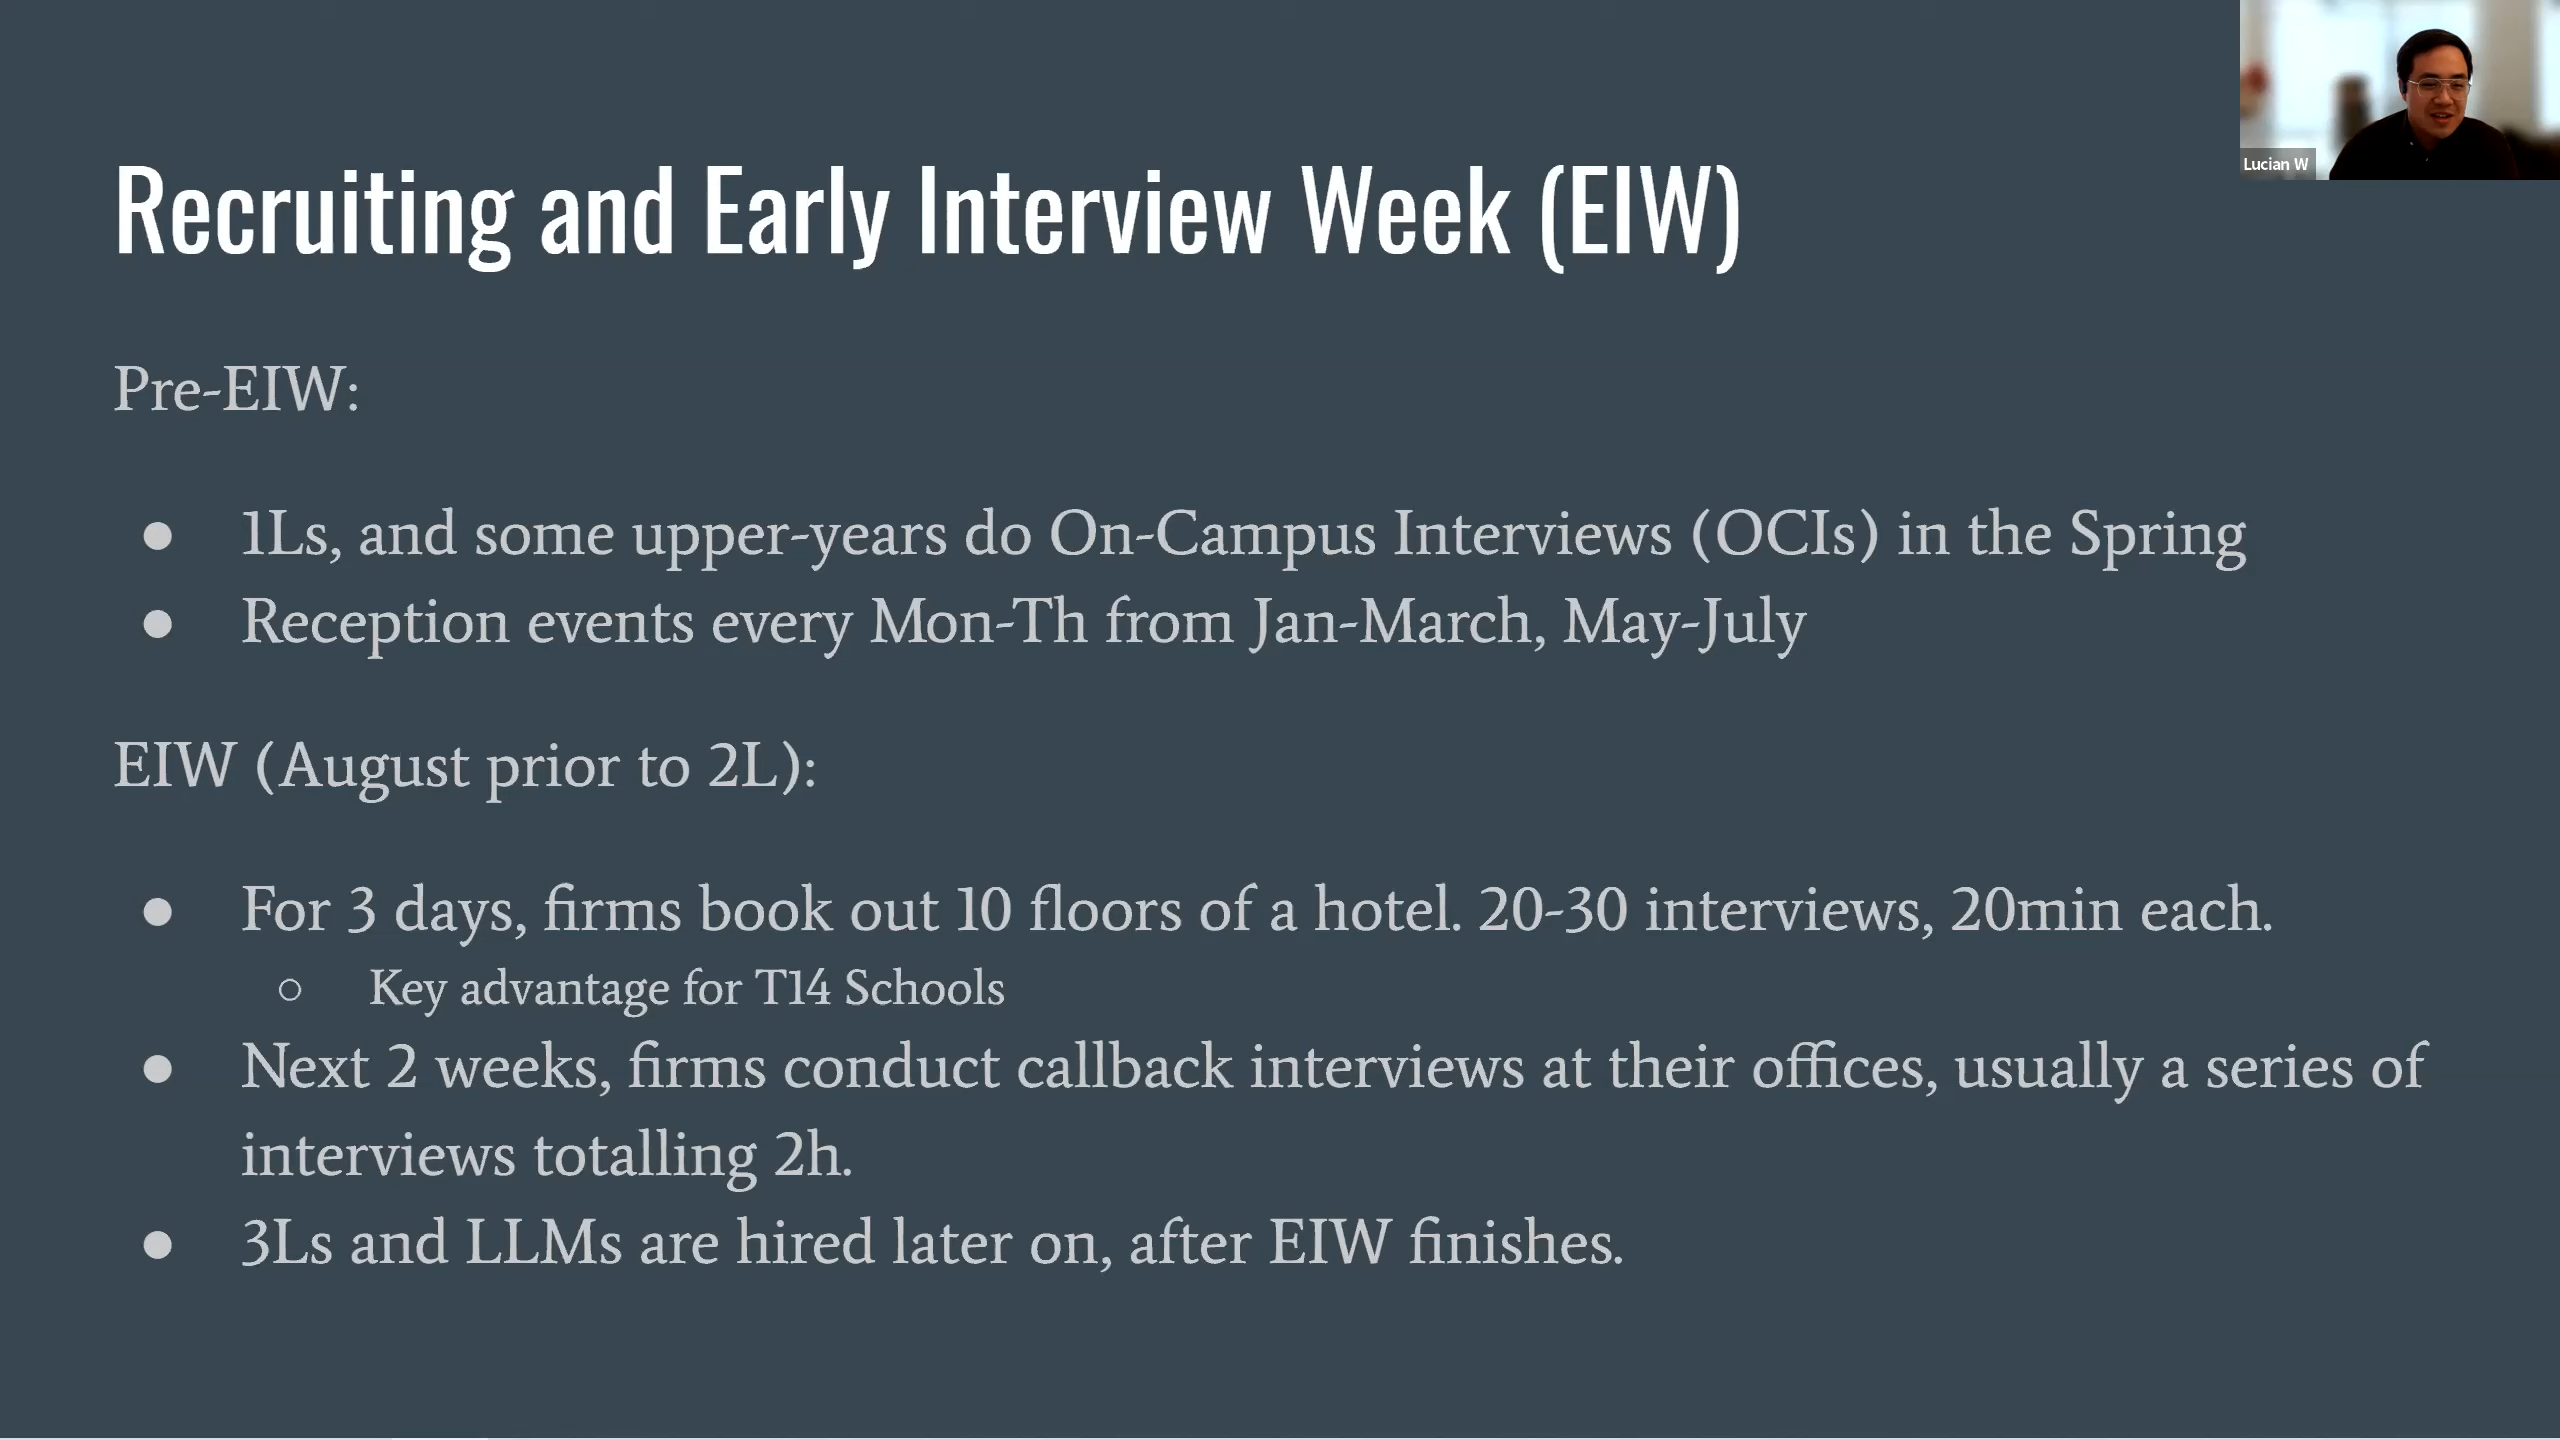 Lucian W
Recruiting and Early Interview Week (EIW)
Pre-EIW:
● 1Ls, and some upper-years do On-Campus Interviews (OCIs) in the Spring
● Reception events every Mon-Th from Jan-March, May-July
EIW (August prior to 2L):
● For 3 days, firms book out 10 floors of a hotel. 20-30 interviews, 20min each.
○ Key advantage for T14 Schools
● Next 2 weeks, firms conduct callback interviews at their offices, usually a series of
interviews totalling 2h.
● 3Ls and LLMs are hired later on, after EIW finishes.